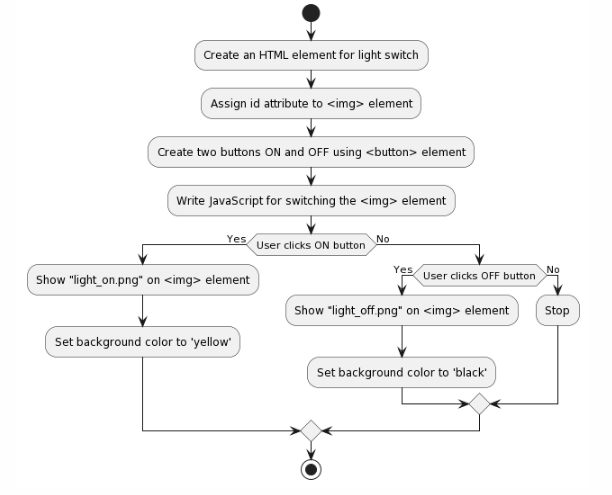 Create an HTML element for light switch
Assign id attribute to <img> element
Create two buttons ON and OFF using <button> element
Write JavaScript for switching the <img> element
Yes
User clicks ON button
No
Show "light_on.png" on <img> element
Set background color to 'yellow'
Yes
User clicks OFF button
No
Show "light_off.png" on <img> element
Stop
Set background color to 'black'